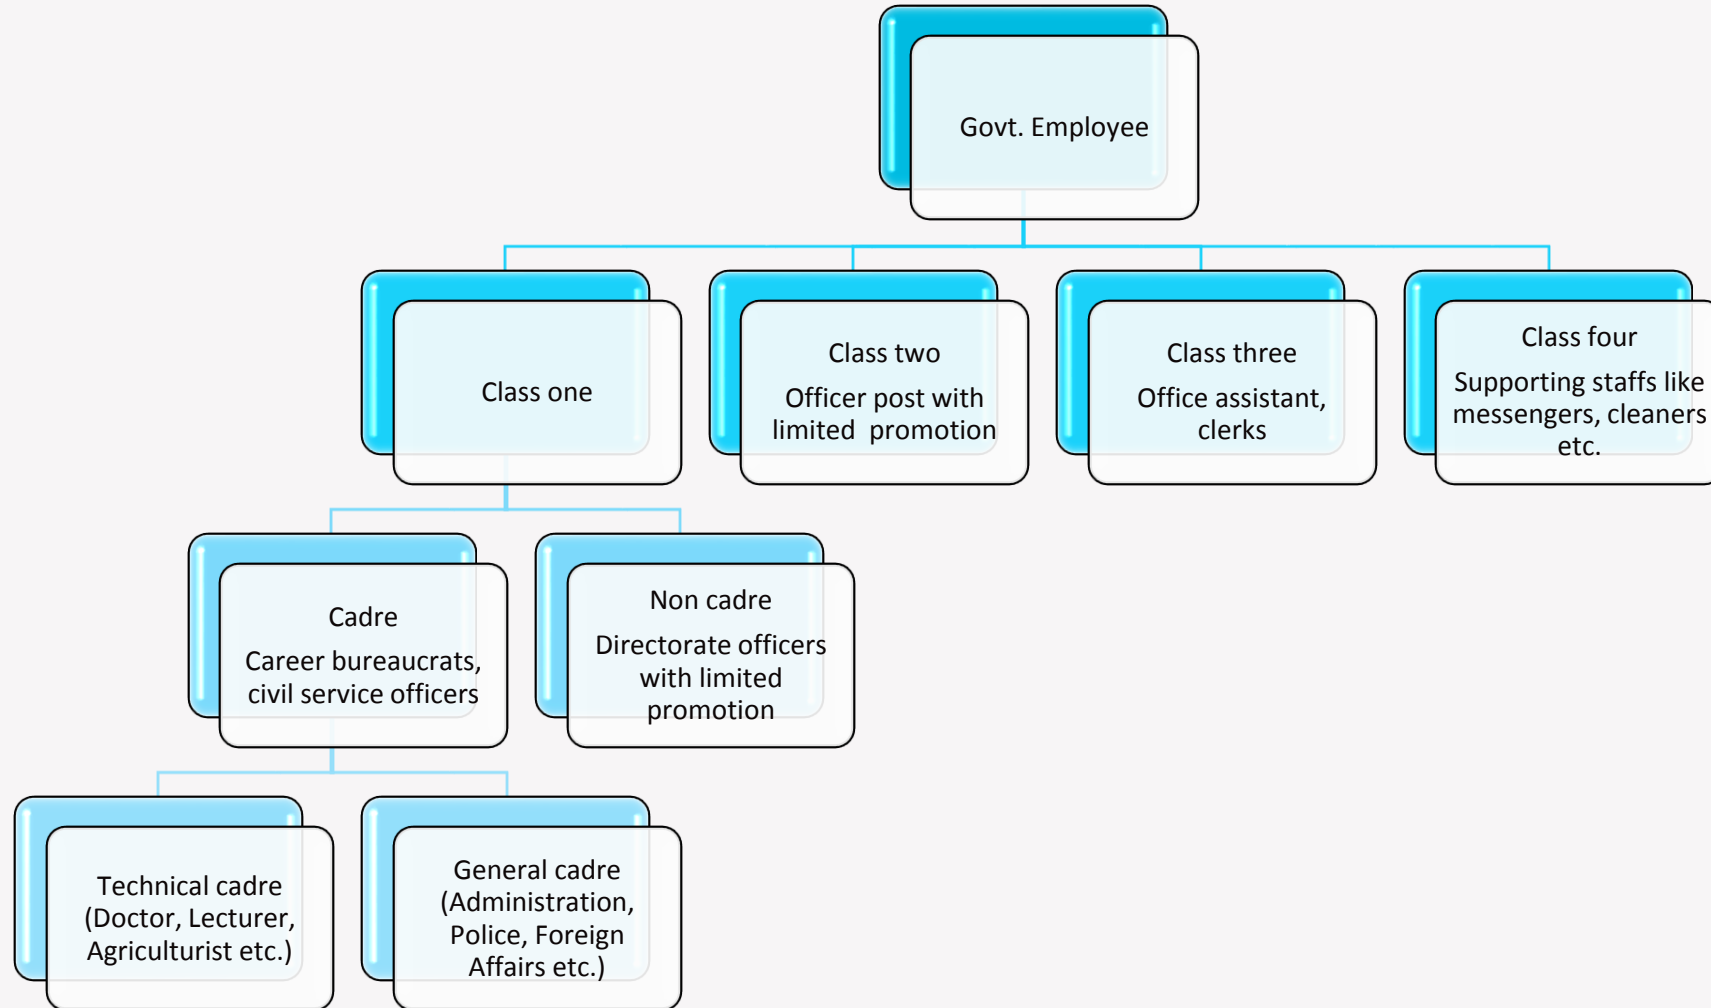 Govt. Employee
Class one
Class two
Officer post with
limited promotion
Class three
Office assistant,
clerks
Class four
Supporting staffs like
messengers, cleaners
etc.
Cadre
Career bureaucrats,
civil service officers
Non cadre
Directorate officers
with limited
promotion
Technical cadre
(Doctor, Lecturer,
Agriculturist etc.)
General cadre
(Administration,
Police, Foreign
Affairs etc.)